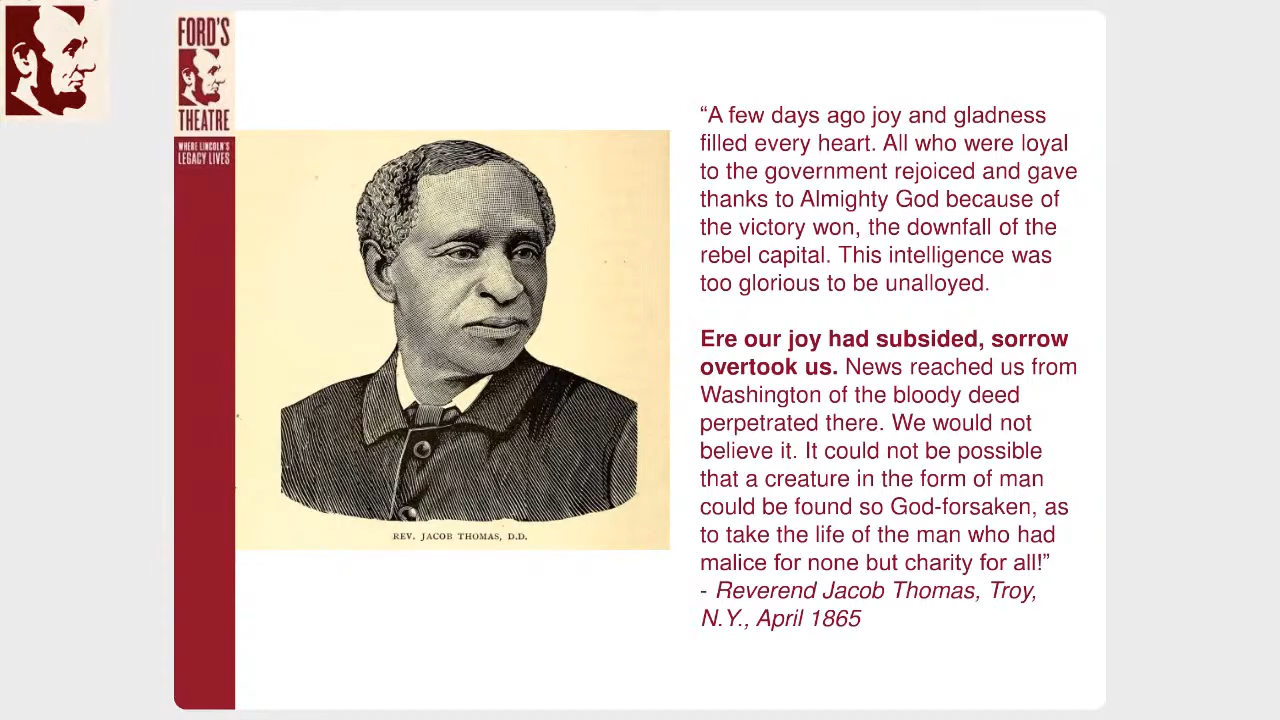 FORD'S
THEATRE
WHERE LINCOLN'S
LEGACY LIVES
REV. JACOB THOMAS, D.D.
“A few days ago joy and gladness
filled every heart. All who were loyal
to the government rejoiced and gave
thanks to Almighty God because of
the victory won, the downfall of the
rebel capital. This intelligence was
too glorious to be unalloyed.
Ere our joy had subsided, sorrow
overtook us. News reached us from
Washington of the bloody deed
perpetrated there. We would not
believe it. It could not be possible
that a creature in the form of man
could be found so God-forsaken, as
to take the life of the man who had
malice for none but charity for all!”
- Reverend Jacob Thomas, Troy,
N.Y., April 1865